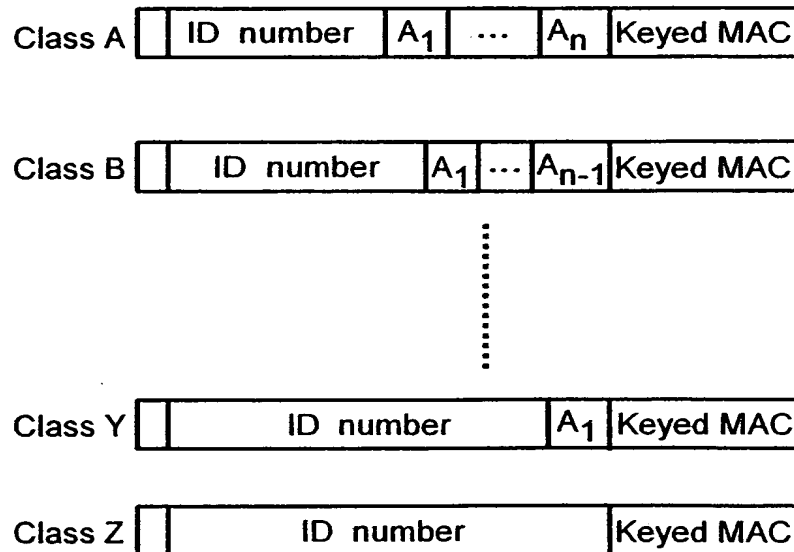 Class A ID number A1 ... An Keyed MAC
Class B ID number A1 ... An-1 Keyed MAC
Class Y ID number A1 Keyed MAC
Class Z ID number Keyed MAC